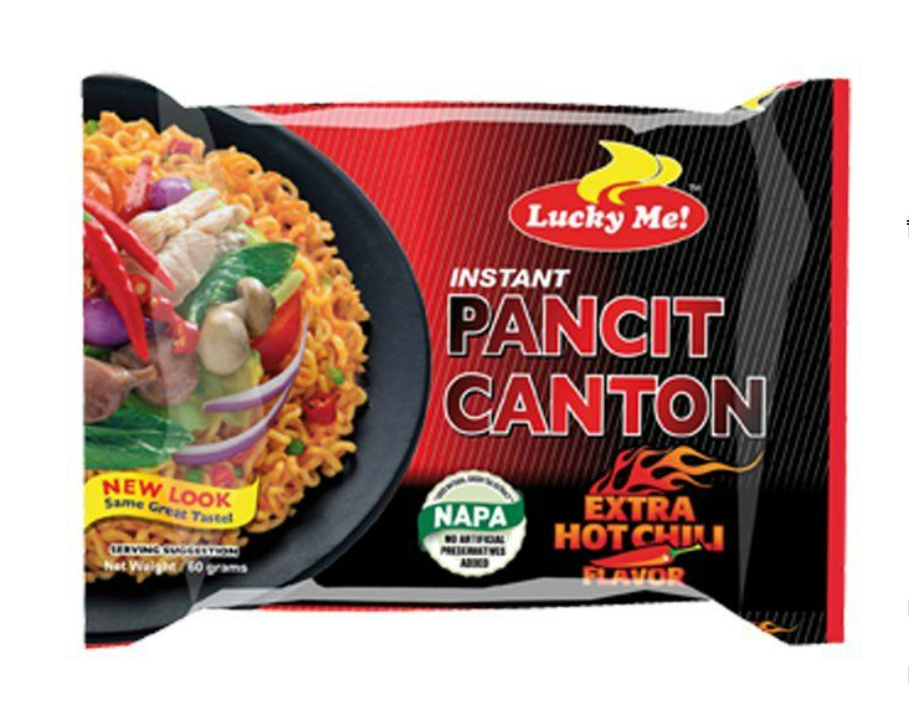 Lucky Me!
™
INSTANT
PANCIT
CANTON
NAPA
NO ARTIFICIAL
PRESERVATIVES
ADDED
EXTRA
HOT CHILI
FLAVOR
NEW LOOK
Same Great Taste!
SERVING SUGGESTION
Net Weight / 60 grams